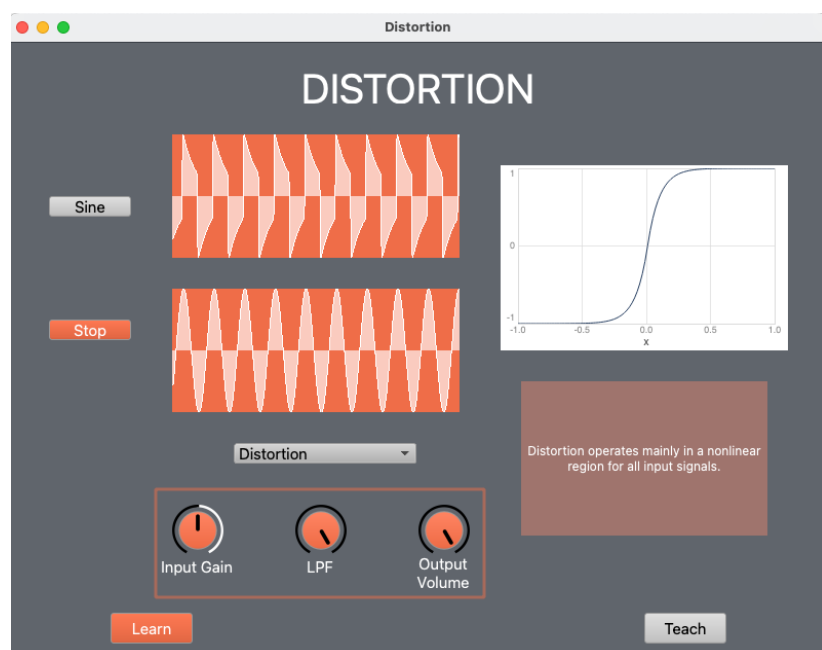 Distortion
DISTORTION
Sine
Stop
1
0
-1
-1.0 -0.5 0.0 0.5 1.0
x
Distortion
Distortion operates mainly in a nonlinear
region for all input signals.
Input Gain
LPF
Output
Volume
Learn
Teach